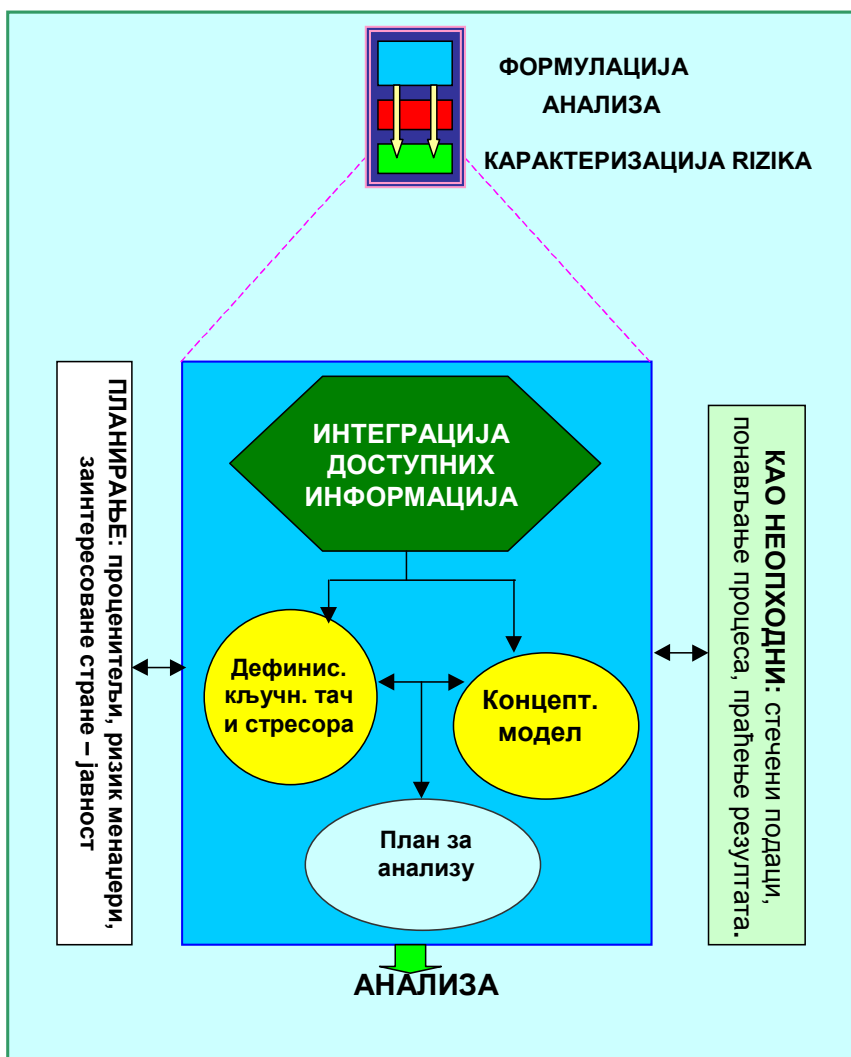 ФОРМУЛАЦИЈА
АНАЛИЗА
КАРАКТЕРИЗАЦИЈА RIZIKA
ПЛАНИРАЊЕ: проценитељи, ризик менаџери,
заинтересоване стране – јавност
ИНТЕГРАЦИЈА
ДОСТУПНИХ
ИНФОРМАЦИЈА
Дефинис.
кључн. тач
и стресора
Концепт.
модел
План за
анализу
КАО НЕОПХОДНИ: стечени подаци,
понављање процеса, праћење резултата.
АНАЛИЗА